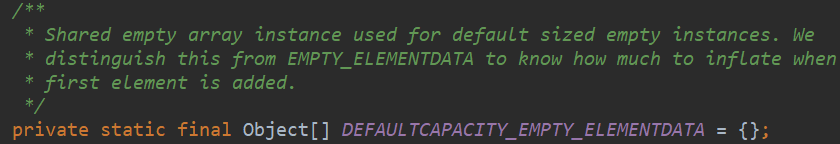 /**
* Shared empty array instance used for default sized empty instances. We
* distinguish this from EMPTY_ELEMENTDATA to know how much to inflate when
* first element is added.
*/
private static final Object[] DEFAULTCAPACITY_EMPTY_ELEMENTDATA = {};